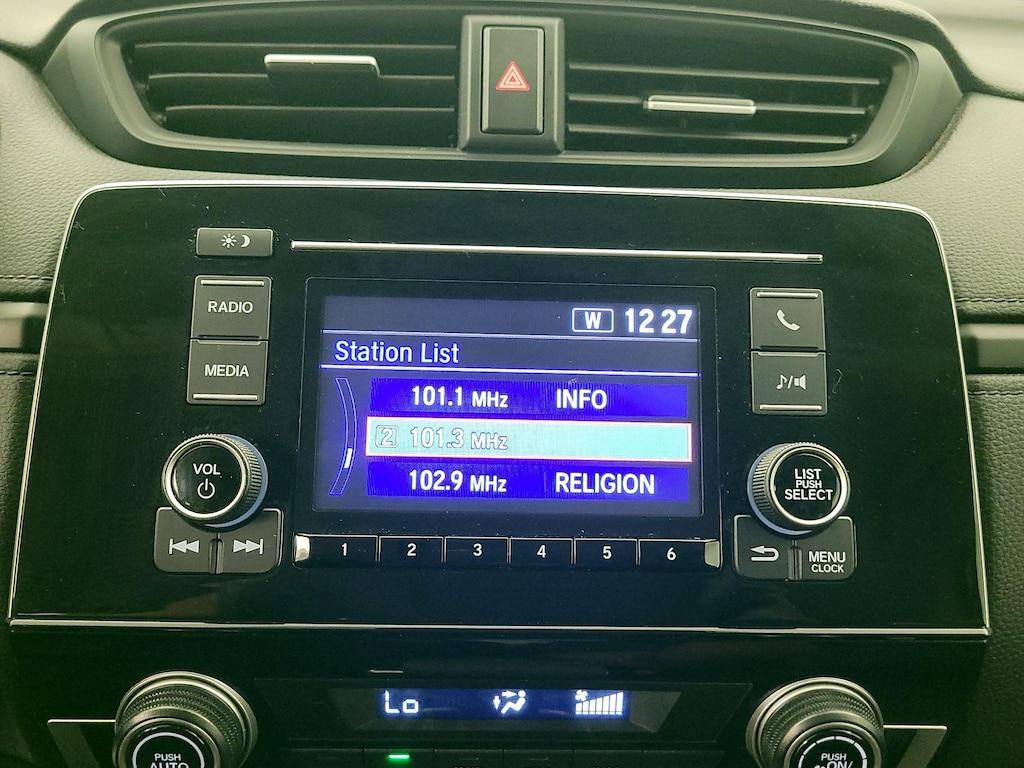 W 12 27
Station List
101.1 MHz INFO
2 101.3 MHz
102.9 MHz RELIGION
RADIO
MEDIA
VOL
LIST
PUSH
SELECT
1 2 3 4 5 6
MENU
CLOCK
Lo
PUSH
AUTO
PUSH
ON/